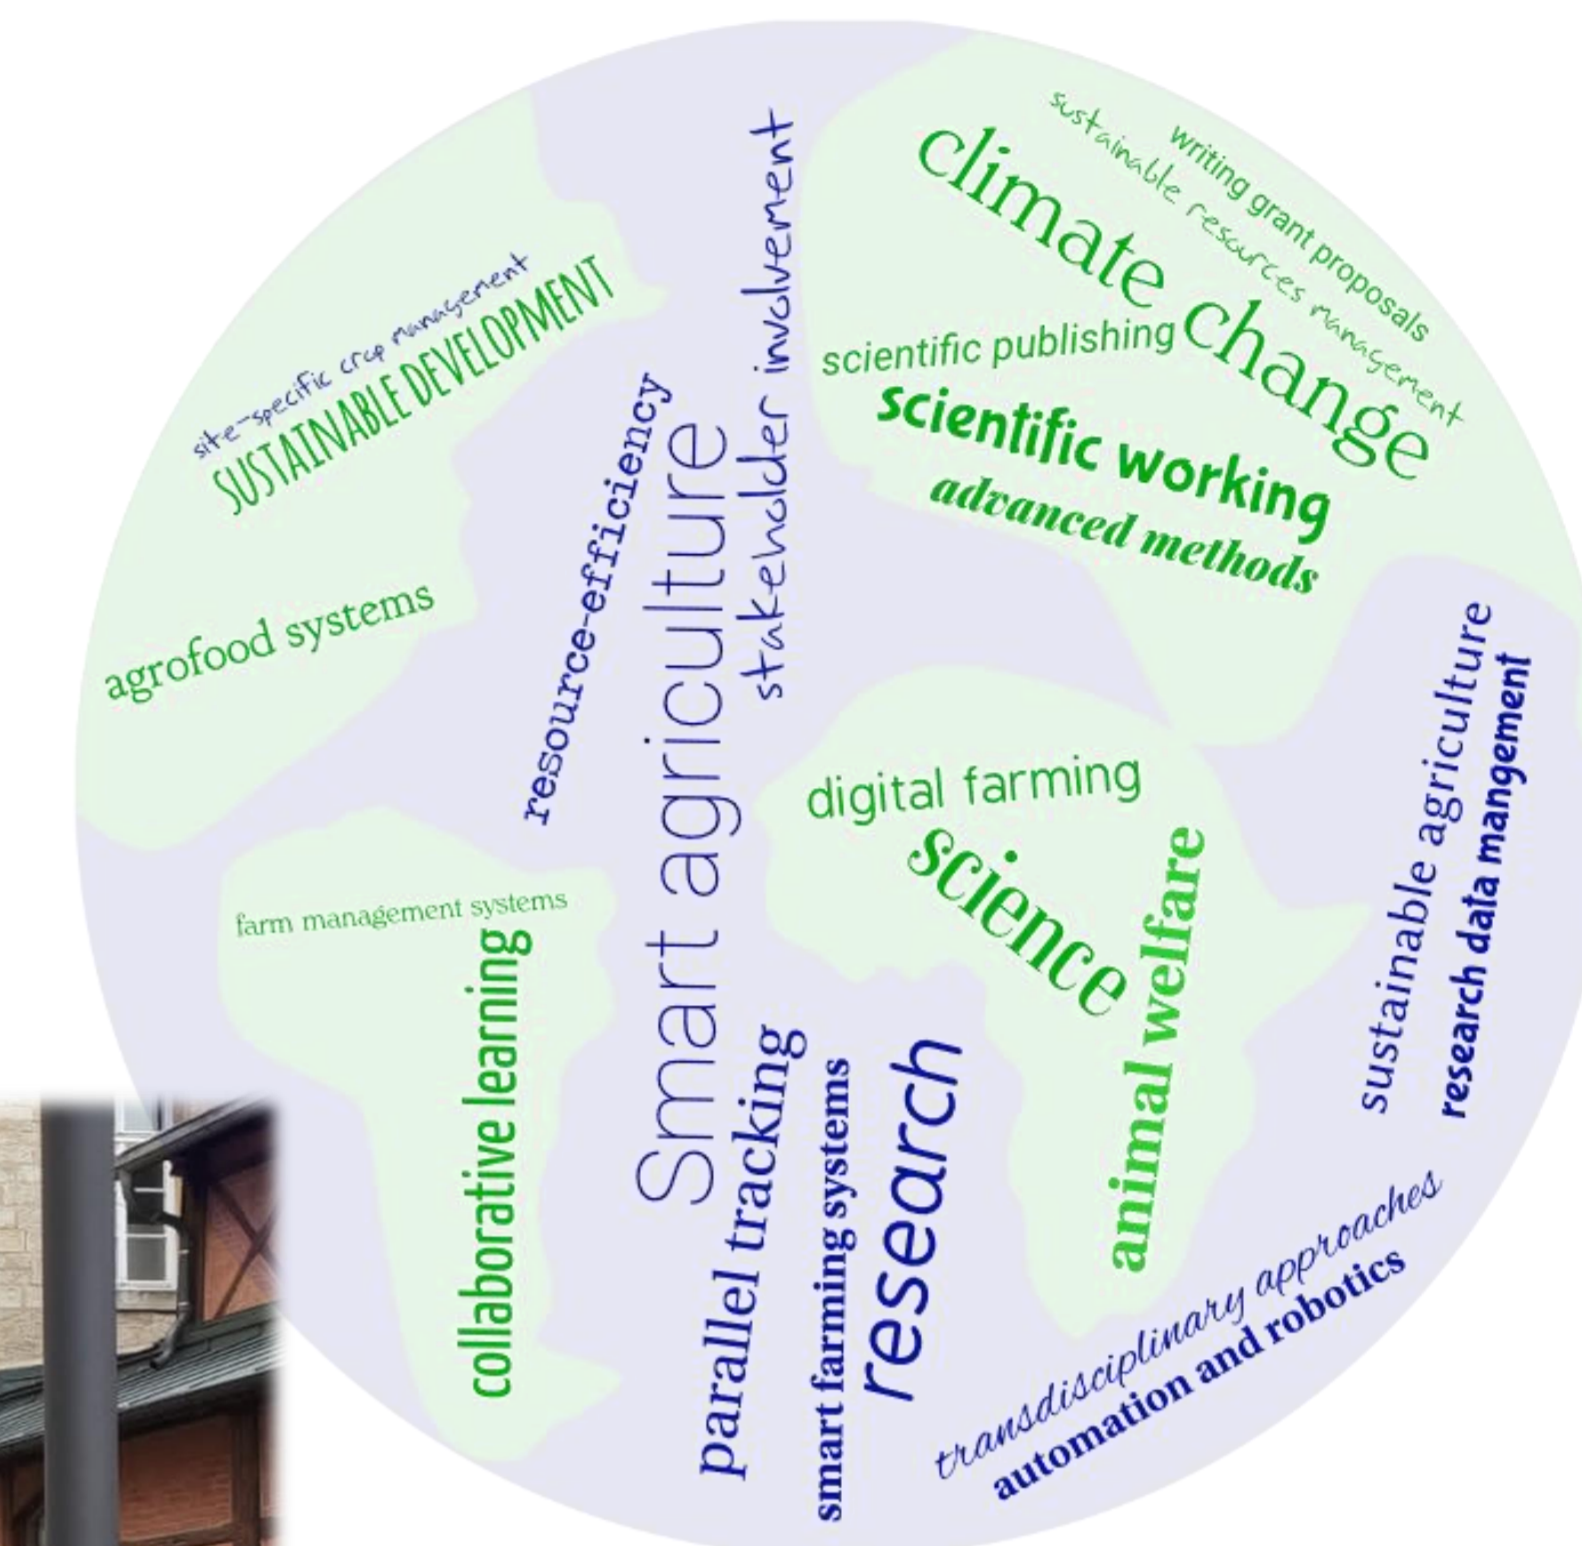 sustainable resources management
writing grant proposals
climate change
scientific publishing
scientific working
advanced methods
site-specific crop management
SUSTAINABLE DEVELOPMENT
agrofood systems
resource-efficiency
Smart agriculture
stakeholder involvement
digital farming
science
animal welfare
sustainable agriculture
research data mangement
farm management systems
collaborative learning
parallel tracking
smart farming systems
research
transdisciplinary approaches
automation and robotics